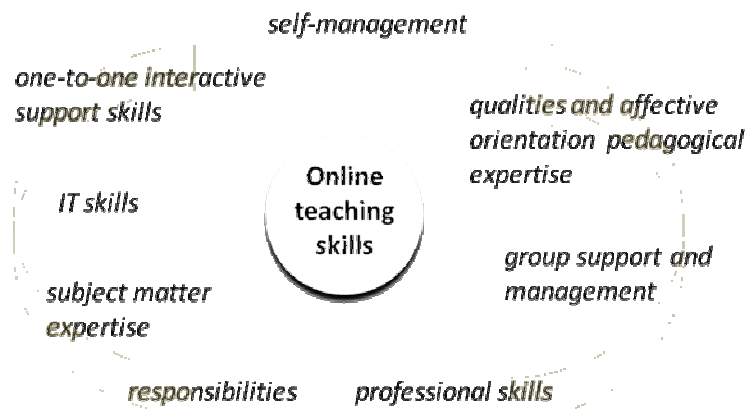 self-management
one-to-one interactive
support skills
qualities and affective
orientation pedagogical
expertise
Online
teaching
skills
IT skills
group support and
management
subject matter
expertise
responsibilities
professional skills